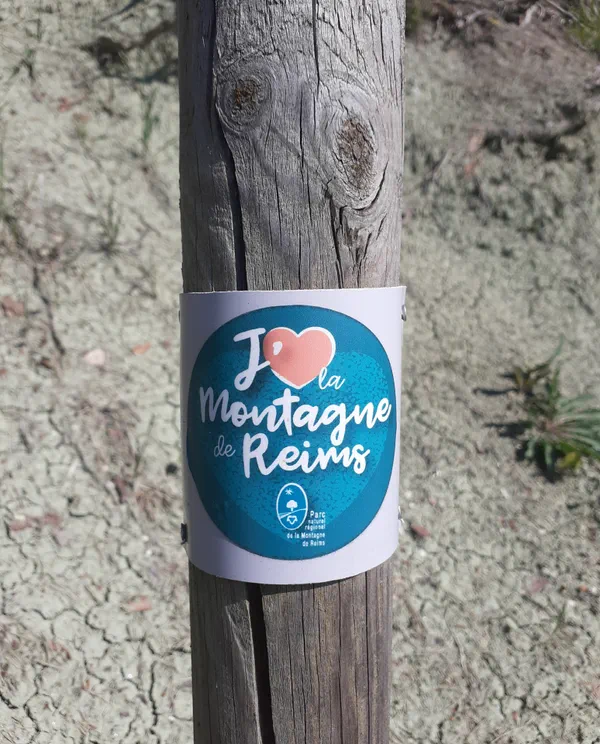 J'❤ la
Montagne
de Reims
Parc
naturel
régional
de la Montagne
de Reims